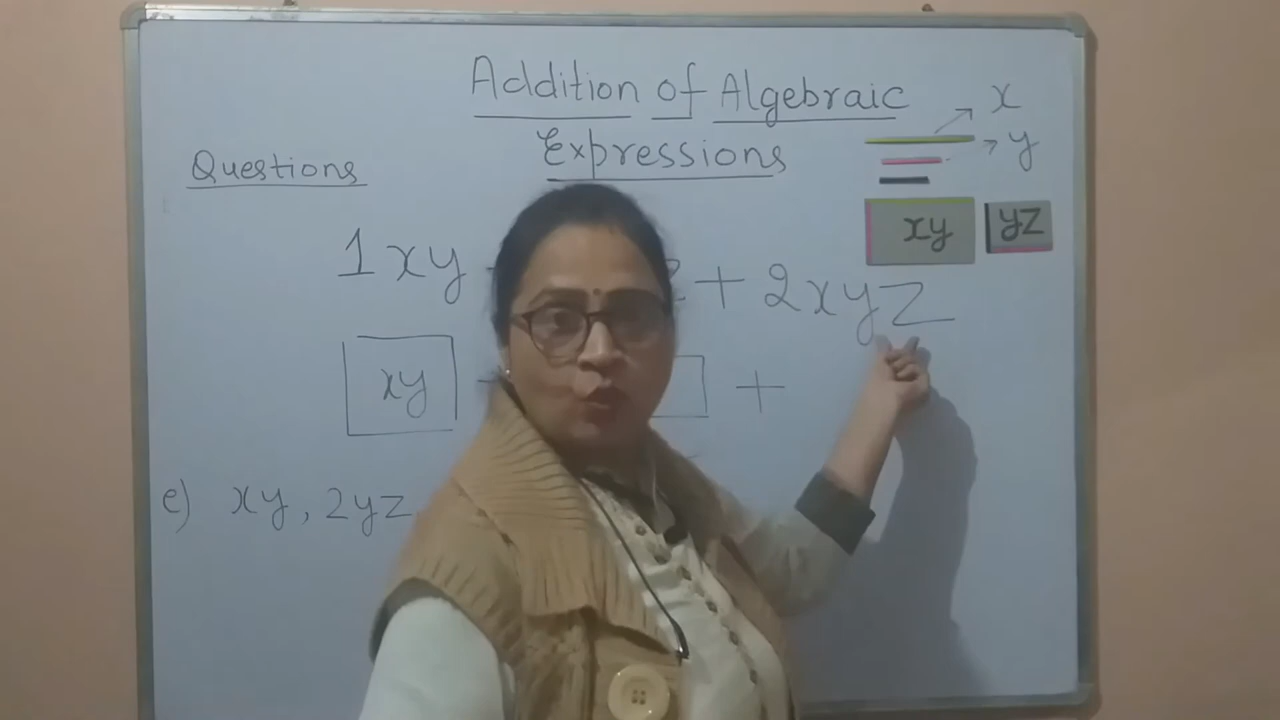 Addition of Algebraic
Expressions
x
y
Questions
xy
yz
1xy + 2xyz
xy +
e) xy, 2yz